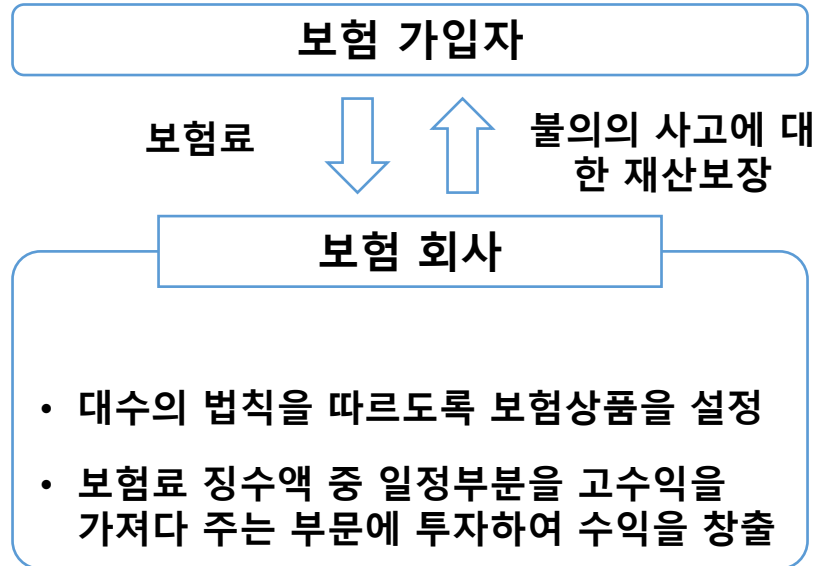 보험 가입자
보험료
불의의 사고에 대
한 재산보장
보험 회사
• 대수의 법칙을 따르도록 보험상품을 설정
• 보험료 징수액 중 일정부분을 고수익을
가져다 주는 부문에 투자하여 수익을 창출